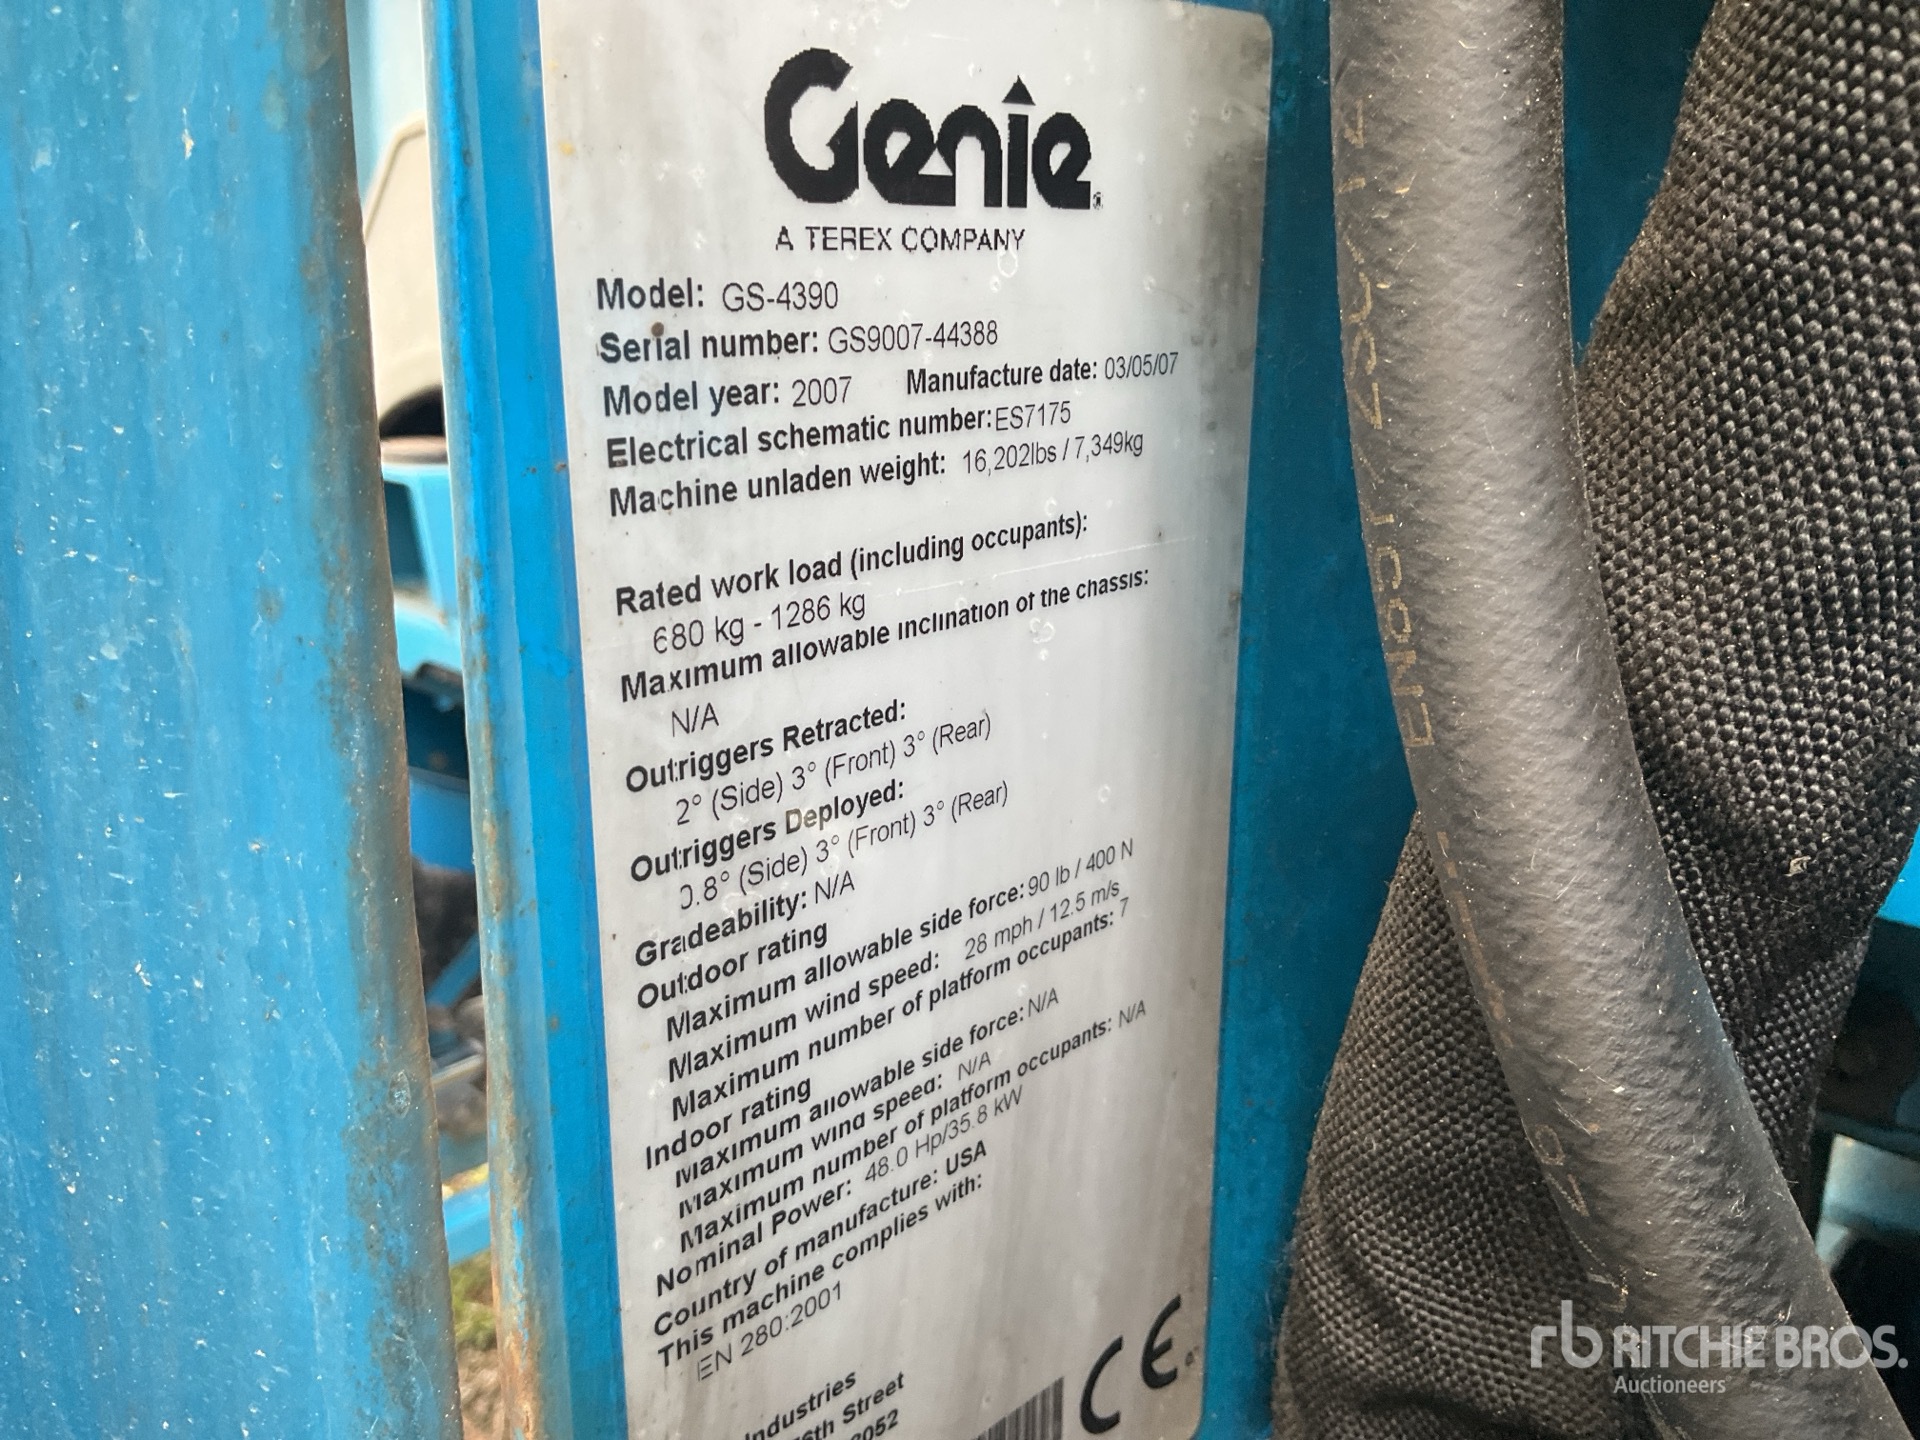 Genie
A TEREX COMPANY
Model: GS-4390
Serial number: GS9007-44388
Model year: 2007 Manufacture date: 03/05/07
Electrical schematic number: ES7175
Machine unladen weight: 16,202lbs / 7,349kg
Rated work load (including occupants):
680 kg - 1286 kg
Maximum allowable inclination of the chassis:
N/A
Outriggers Retracted:
2° (Side) 3° (Front) 3° (Rear)
Outriggers Deployed:
0.8° (Side) 3° (Front) 3° (Rear)
Gradeability: N/A
Outdoor rating
Maximum allowable side force: 90 lb / 400 N
Maximum wind speed: 28 mph / 12.5 m/s
Maximum number of platform occupants: 7
Indoor rating
Maximum allowable side force: N/A
Maximum wind speed: N/A
Maximum number of platform occupants: N/A
Nominal Power: 48.0 Hp/35.8 kW
Country of manufacture: USA
This machine complies with:
EN 280:2001
Industries
Street
CE
rb RITCHIE BROS.
Auctioneers